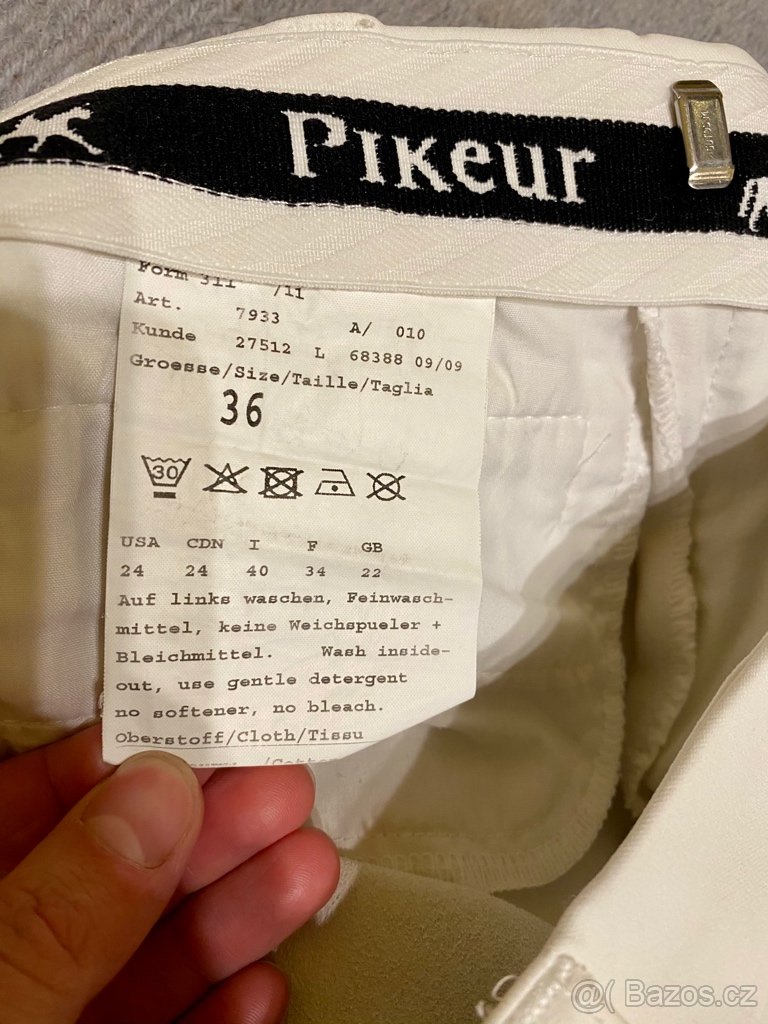 Pikeur
Form 311 /11
Art. 7933 A/ 010
Kunde 27512 L 68388 09/09
Groesse/Size/Taille/Taglia
36
30
USA CDN I F GB
24 24 40 34 22
Auf links waschen, Feinwasch-
mittel, keine Weichspueler +
Bleichmittel. Wash inside-
out, use gentle detergent
no softener, no bleach.
Oberstoff/Cloth/Tissu
@( Bazos.cz